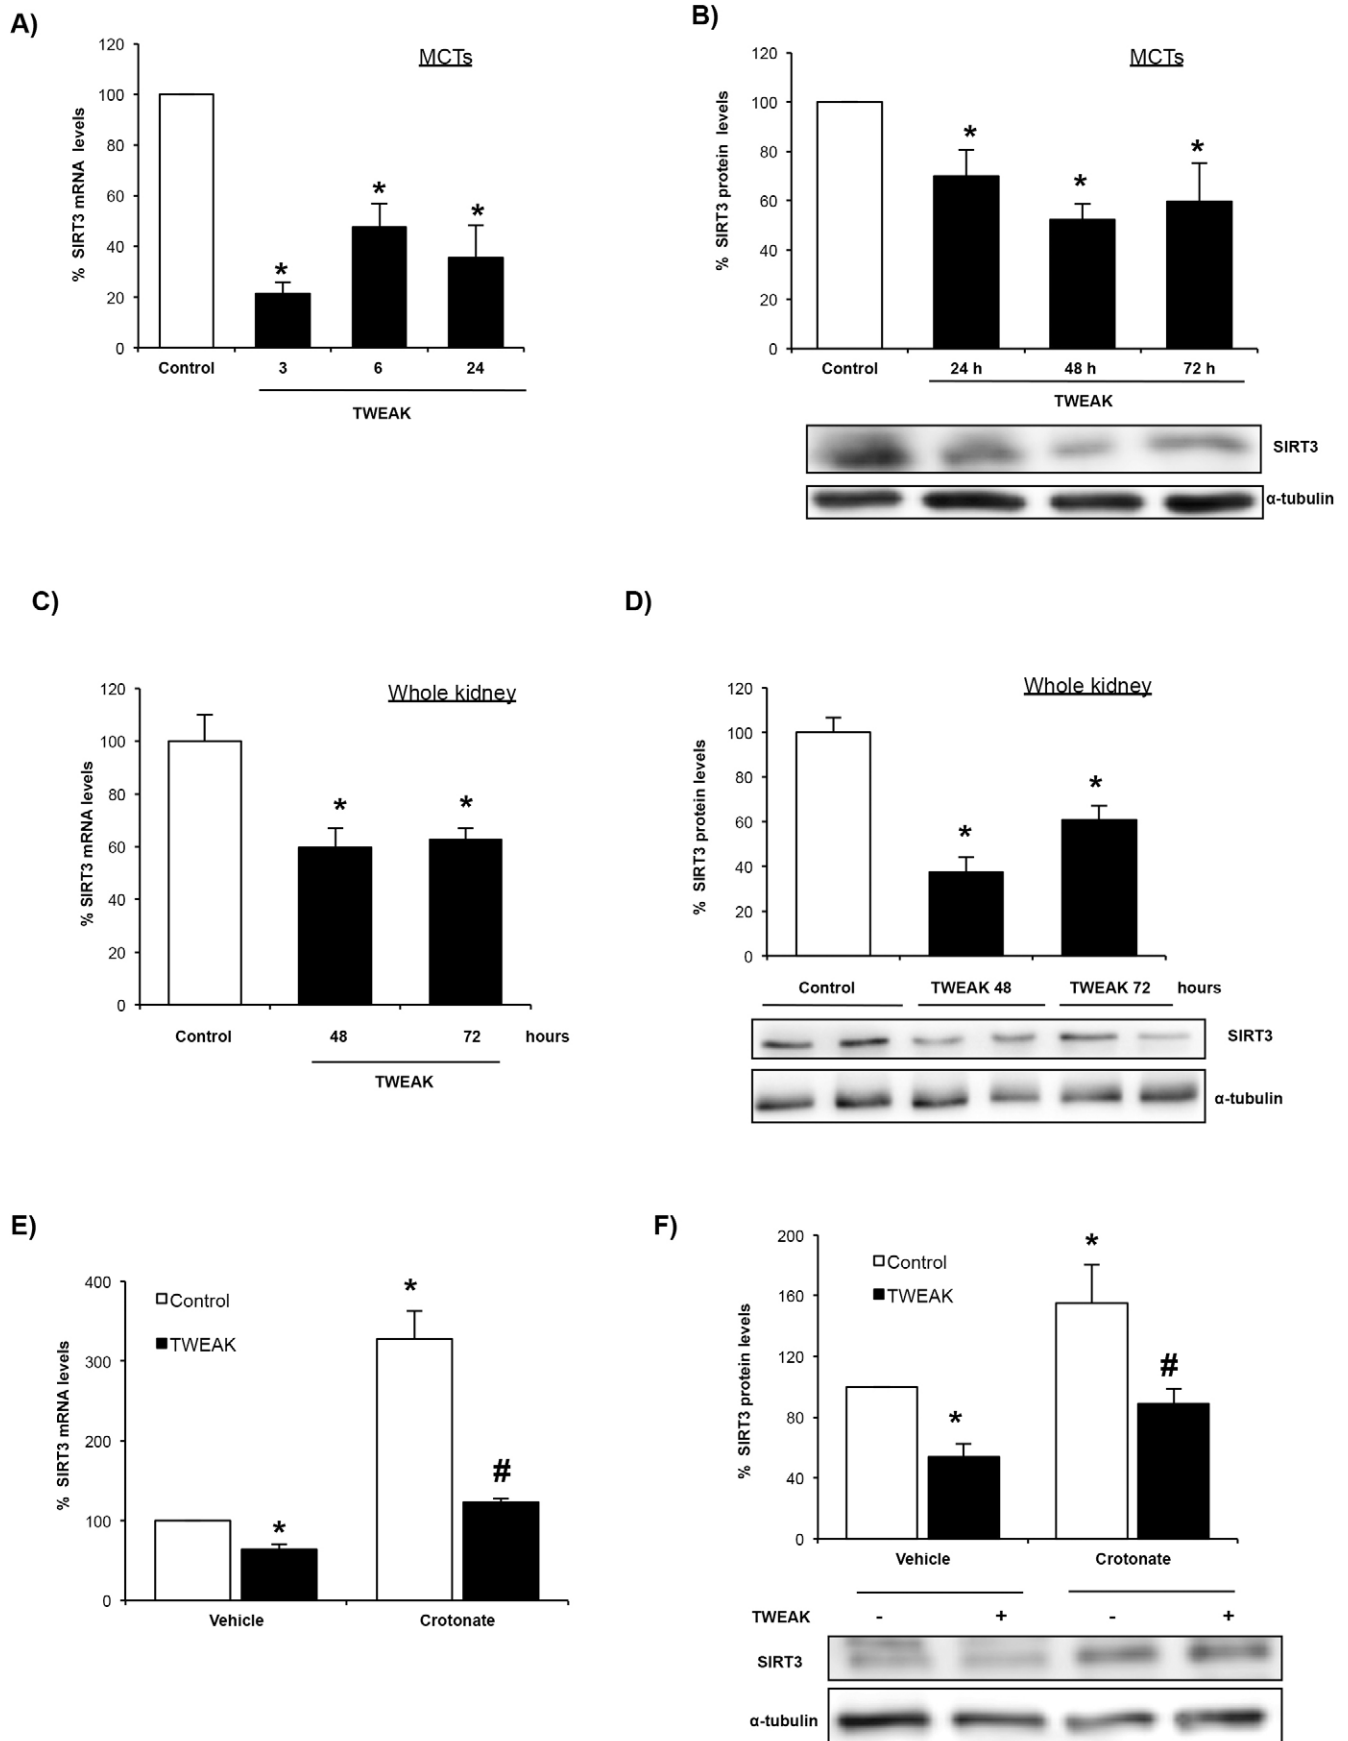 A)
MCTs
% SIRT3 mRNA levels
120
100
80
60
40
20
0
*
*
*
Control 3 6 24
TWEAK
B)
MCTs
% SIRT3 protein levels
120
100
80
60
40
20
0
*
*
*
Control 24 h 48 h 72 h
TWEAK
SIRT3
α-tubulin
C)
Whole kidney
% SIRT3 mRNA levels
120
100
80
60
40
20
0
*
*
Control 48 72 hours
TWEAK
D)
Whole kidney
% SIRT3 protein levels
120
100
80
60
40
20
0
*
*
Control TWEAK 48 TWEAK 72 hours
SIRT3
α-tubulin
E)
% SIRT3 mRNA levels
400
300
200
100
0
Control
TWEAK
*
*
#
Vehicle Crotonate
F)
% SIRT3 protein levels
200
160
120
80
40
0
Control
TWEAK
*
*
#
Vehicle Crotonate
TWEAK - + - +
SIRT3
α-tubulin